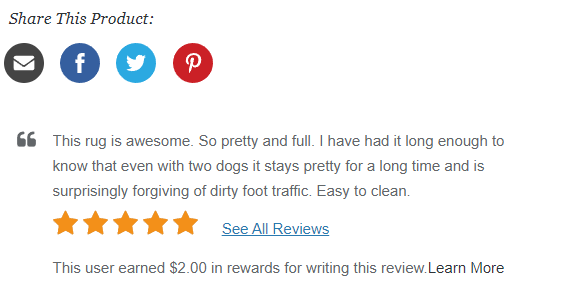 Share This Product:
This rug is awesome. So pretty and full. I have had it long enough to
know that even with two dogs it stays pretty for a long time and is
surprisingly forgiving of dirty foot traffic. Easy to clean.
See All Reviews
This user earned $2.00 in rewards for writing this review.Learn More